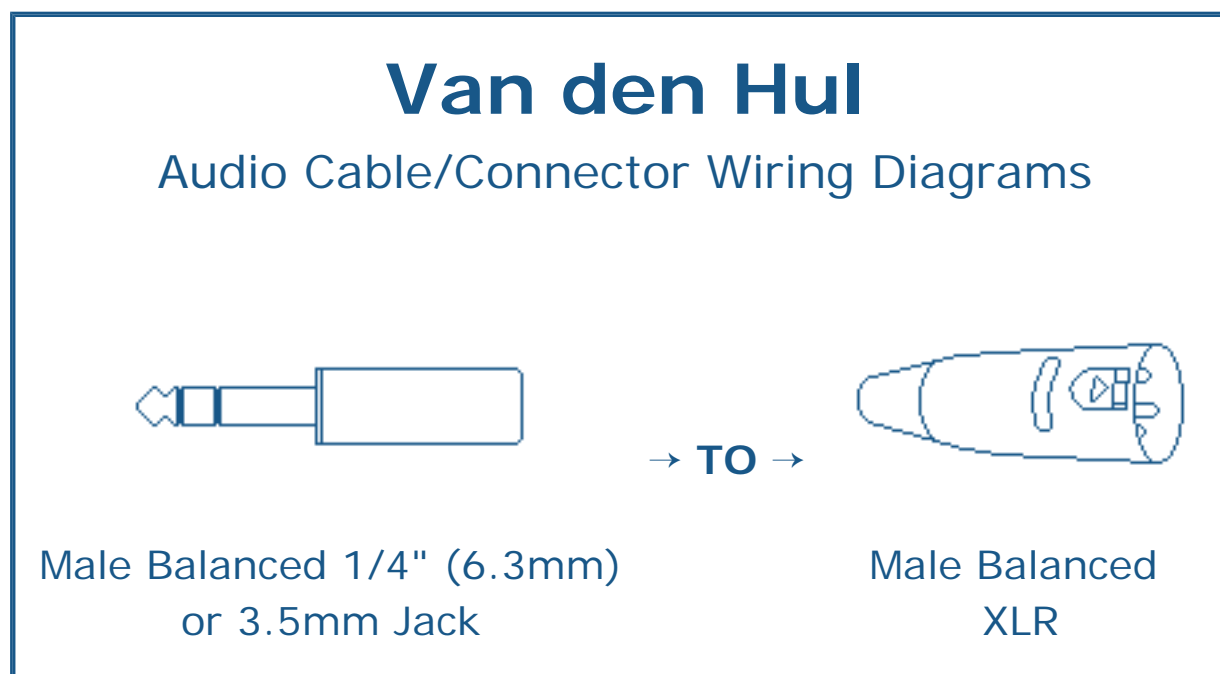 Van den Hul
Audio Cable/Connector Wiring Diagrams
→ TO →
Male Balanced 1/4" (6.3mm)
or 3.5mm Jack
Male Balanced
XLR